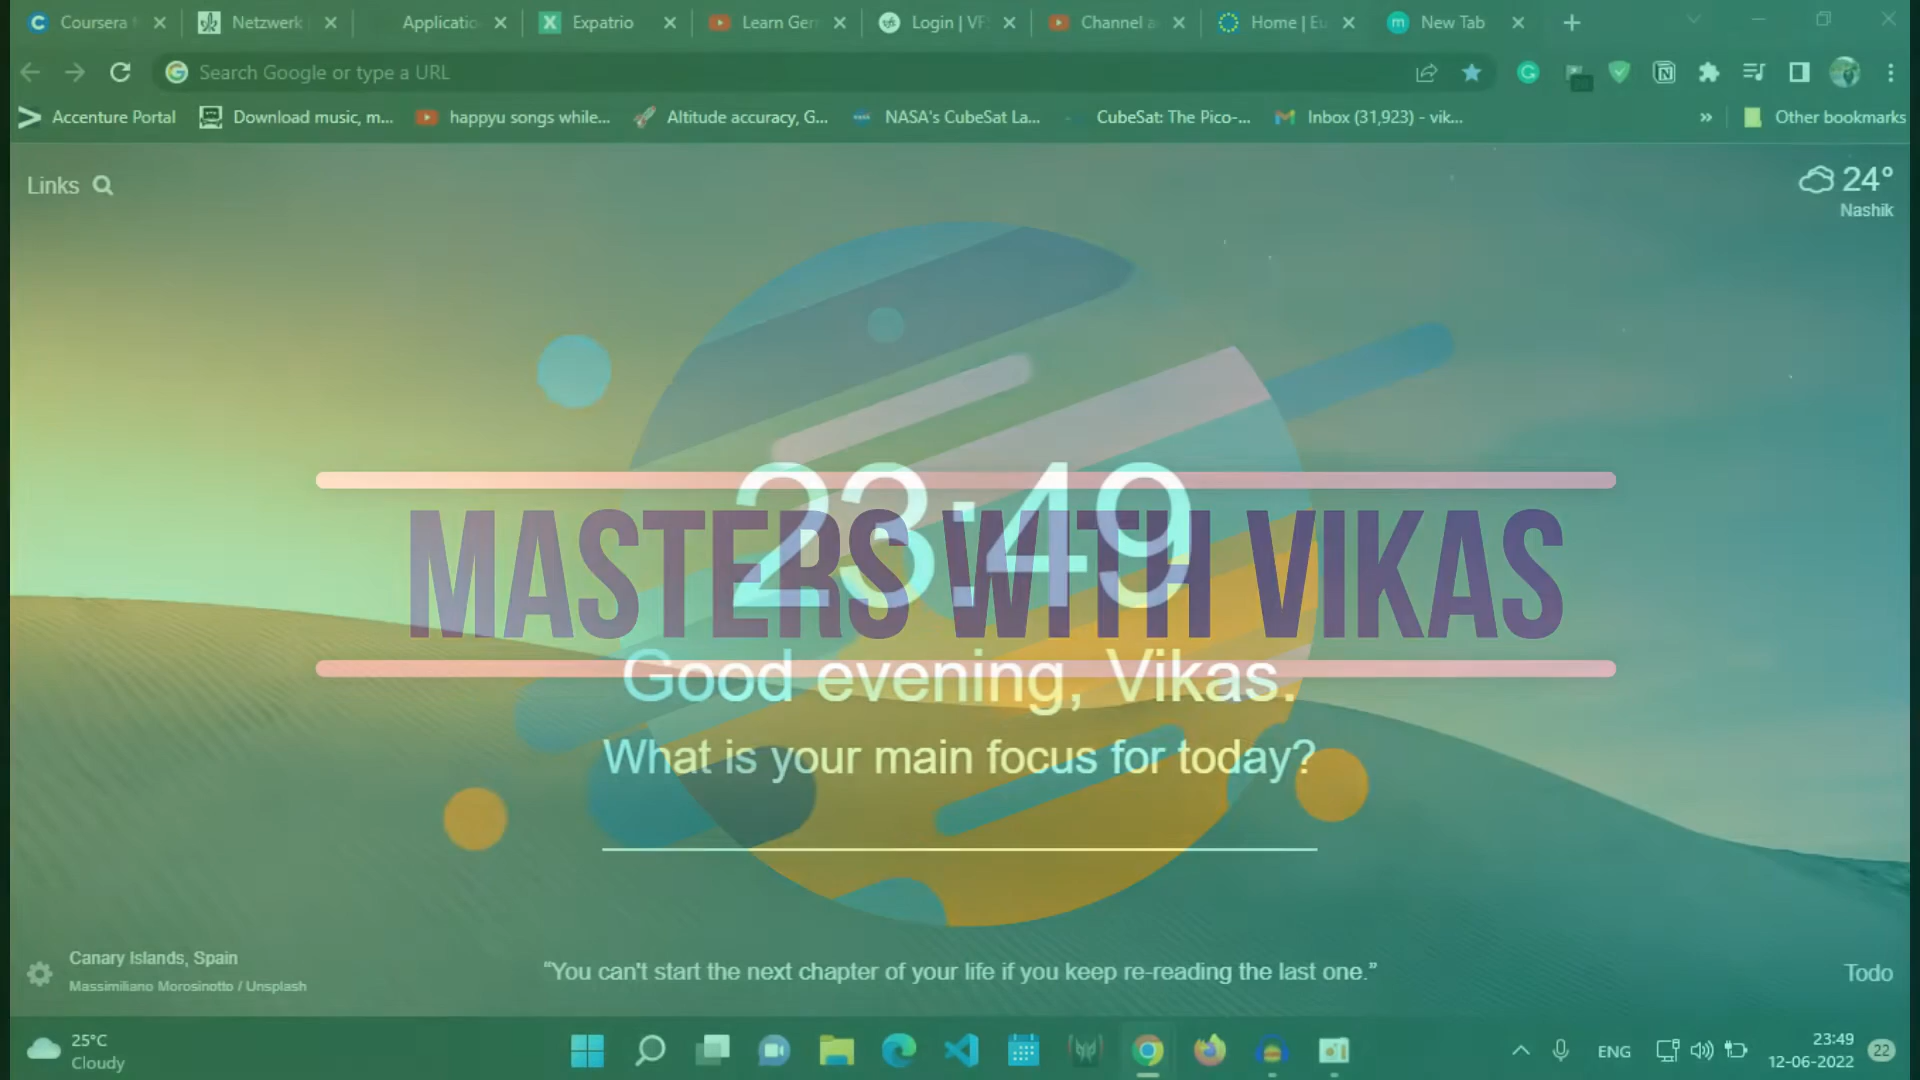 Coursera
Netzwerk
Applicatio
Expatrio
Learn Ger
Login | VF
Channel a
Home | Eu
New Tab
Search Google or type a URL
Accenture Portal
Download music, m...
happyu songs while...
Altitude accuracy, G...
NASA's CubeSat La...
CubeSat: The Pico-...
Inbox (31,923) - vik...
»
Other bookmarks
Links
24°
Nashik
23:49
MASTERS WITH VIKAS
Good evening, Vikas.
What is your main focus for today?
Canary Islands, Spain
Massimiliano Morosinotto / Unsplash
“You can't start the next chapter of your life if you keep re-reading the last one.”
Todo
25°C
Cloudy
ENG
23:49
12-06-2022
22